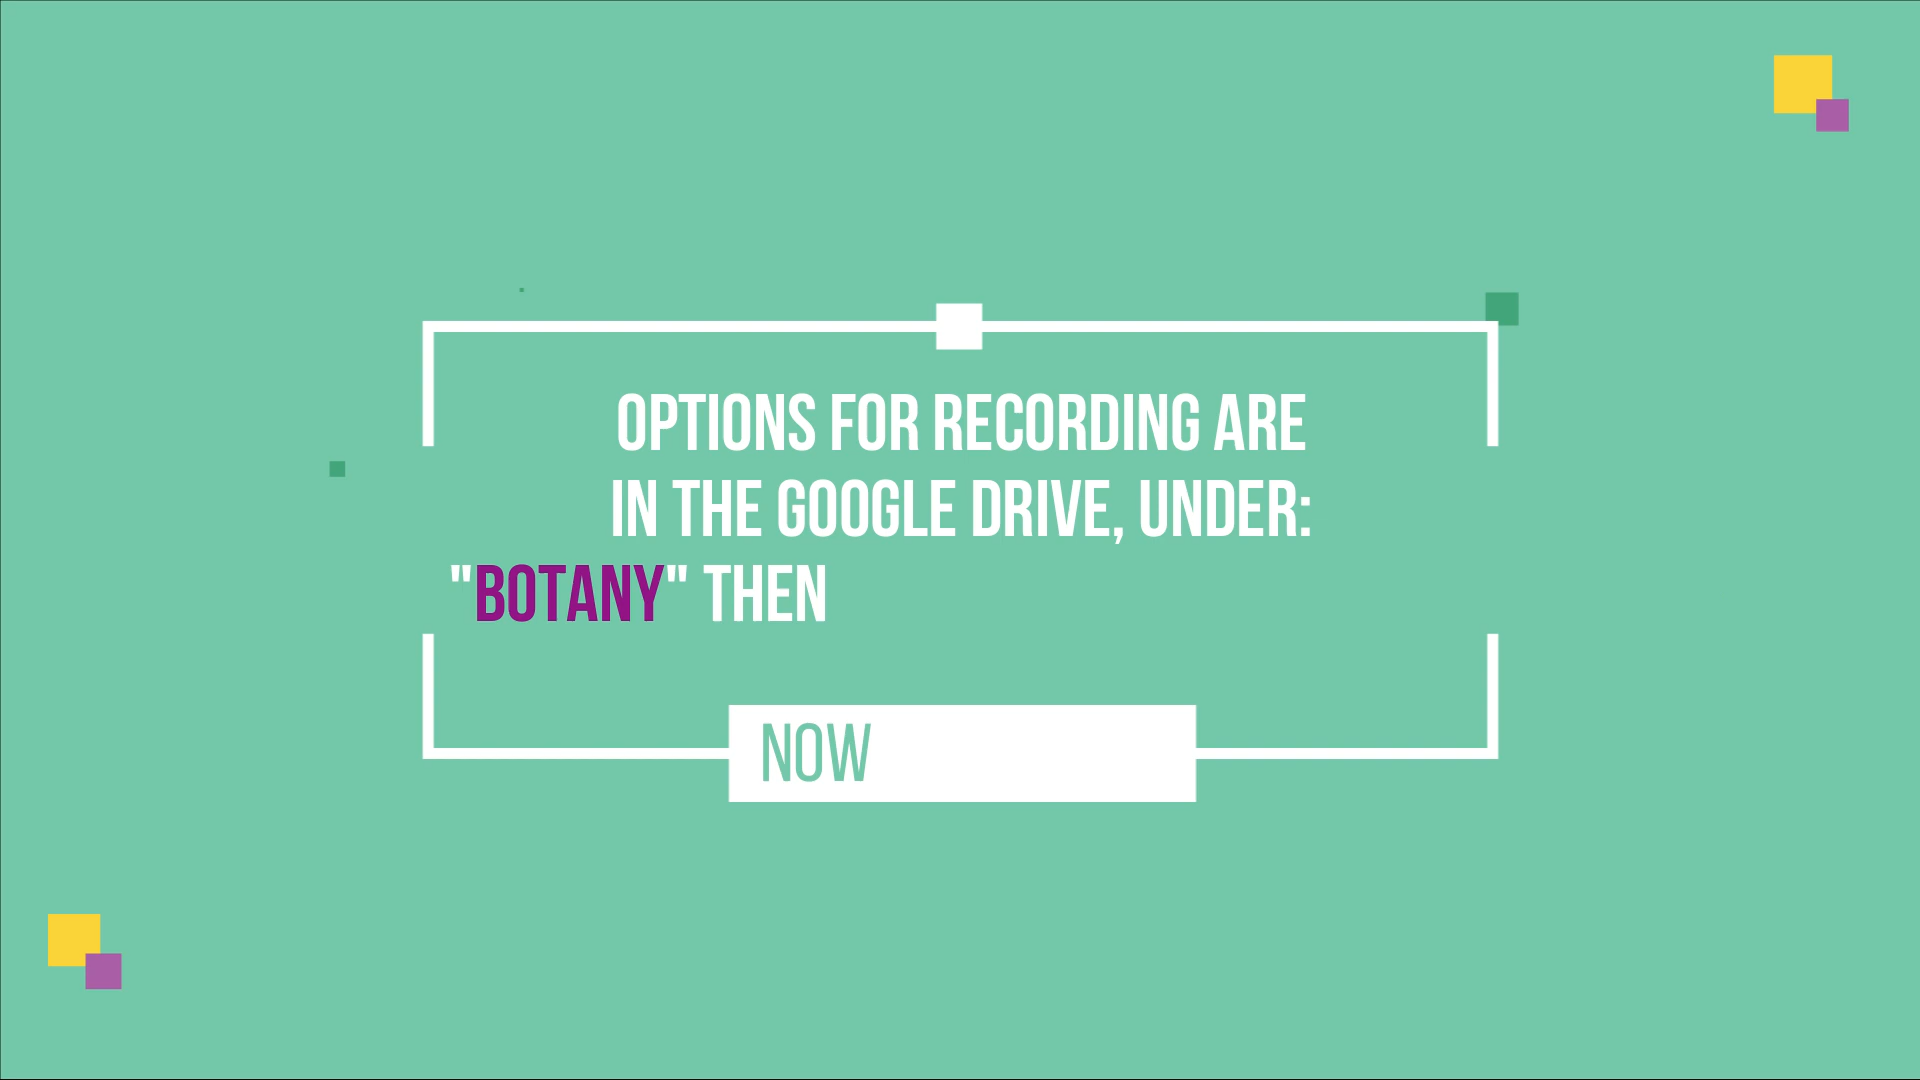 OPTIONS FOR RECORDING ARE
IN THE GOOGLE DRIVE, UNDER:
"BOTANY" THEN
NOW